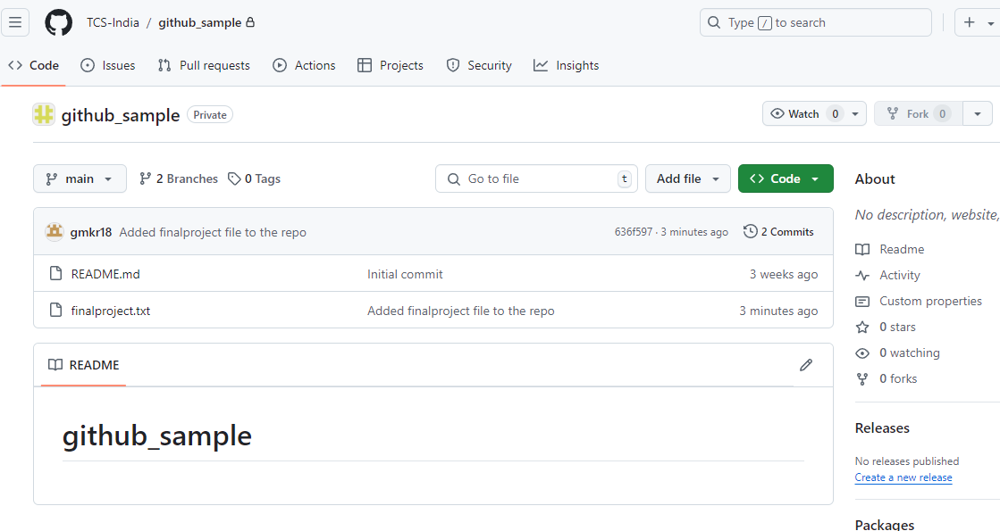 TCS-India / github_sample
Type / to search
Code Issues Pull requests Actions Projects Security Insights
github_sample Private
Watch 0 Fork 0
main 2 Branches 0 Tags Go to file t Add file Code
gmkr18 Added finalproject file to the repo 636f597 · 3 minutes ago 2 Commits
README.md Initial commit 3 weeks ago
finalproject.txt Added finalproject file to the repo 3 minutes ago
README
github_sample
About
No description, website,
Readme
Activity
Custom properties
0 stars
0 watching
0 forks
Releases
No releases published
Create a new release
Packages